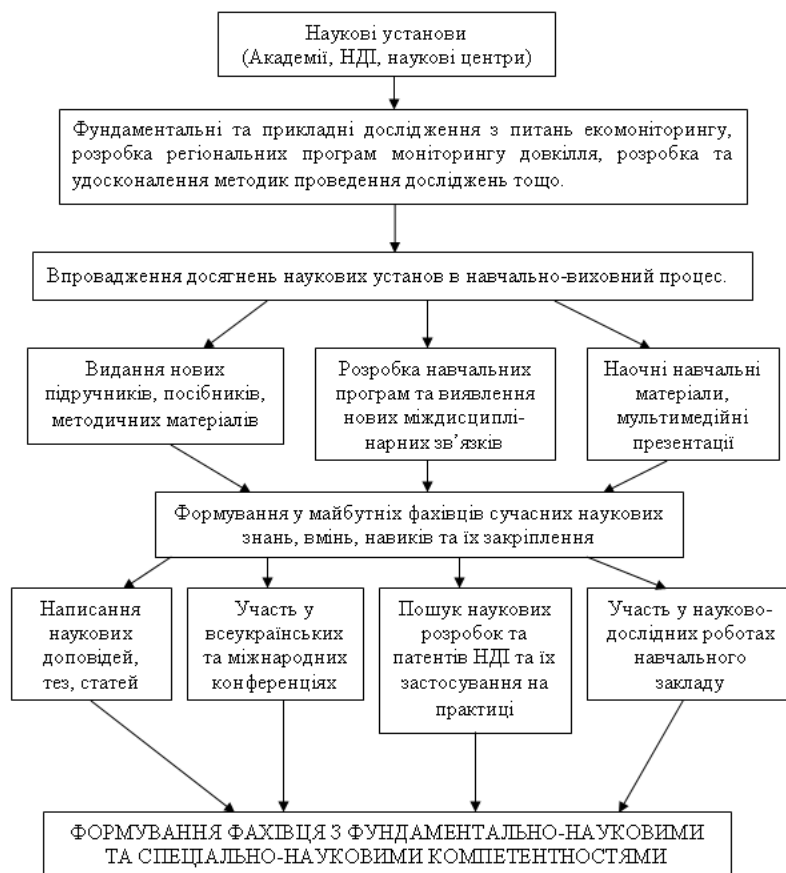 Наукові установи
(Академії, НДІ, наукові центри)
Фундаментальні та прикладні дослідження з питань екомоніторингу,
розробка регіональних програм моніторингу довкілля, розробка та
удосконалення методик проведення досліджень тощо.
Впровадження досягнень наукових установ в навчально-виховний процес.
Видання нових
підручників, посібників,
методичних матеріалів
Розробка навчальних
програм та виявлення
нових міждисциплі-
нарних зв’язків
Наочні навчальні
матеріали,
мультимедійні
презентації
Формування у майбутніх фахівців сучасних наукових
знань, вмінь, навиків та їх закріплення
Написання
наукових
доповідей,
тез, статей
Участь у
всеукраїнських
та міжнародних
конференціях
Пошук наукових
розробок та
патентів НДІ та їх
застосування на
практиці
Участь у науково-
дослідних роботах
навчального
закладу
ФОРМУВАННЯ ФАХІВЦЯ З ФУНДАМЕНТАЛЬНО-НАУКОВИМИ
ТА СПЕЦІАЛЬНО-НАУКОВИМИ КОМПЕТЕНТНОСТЯМИ